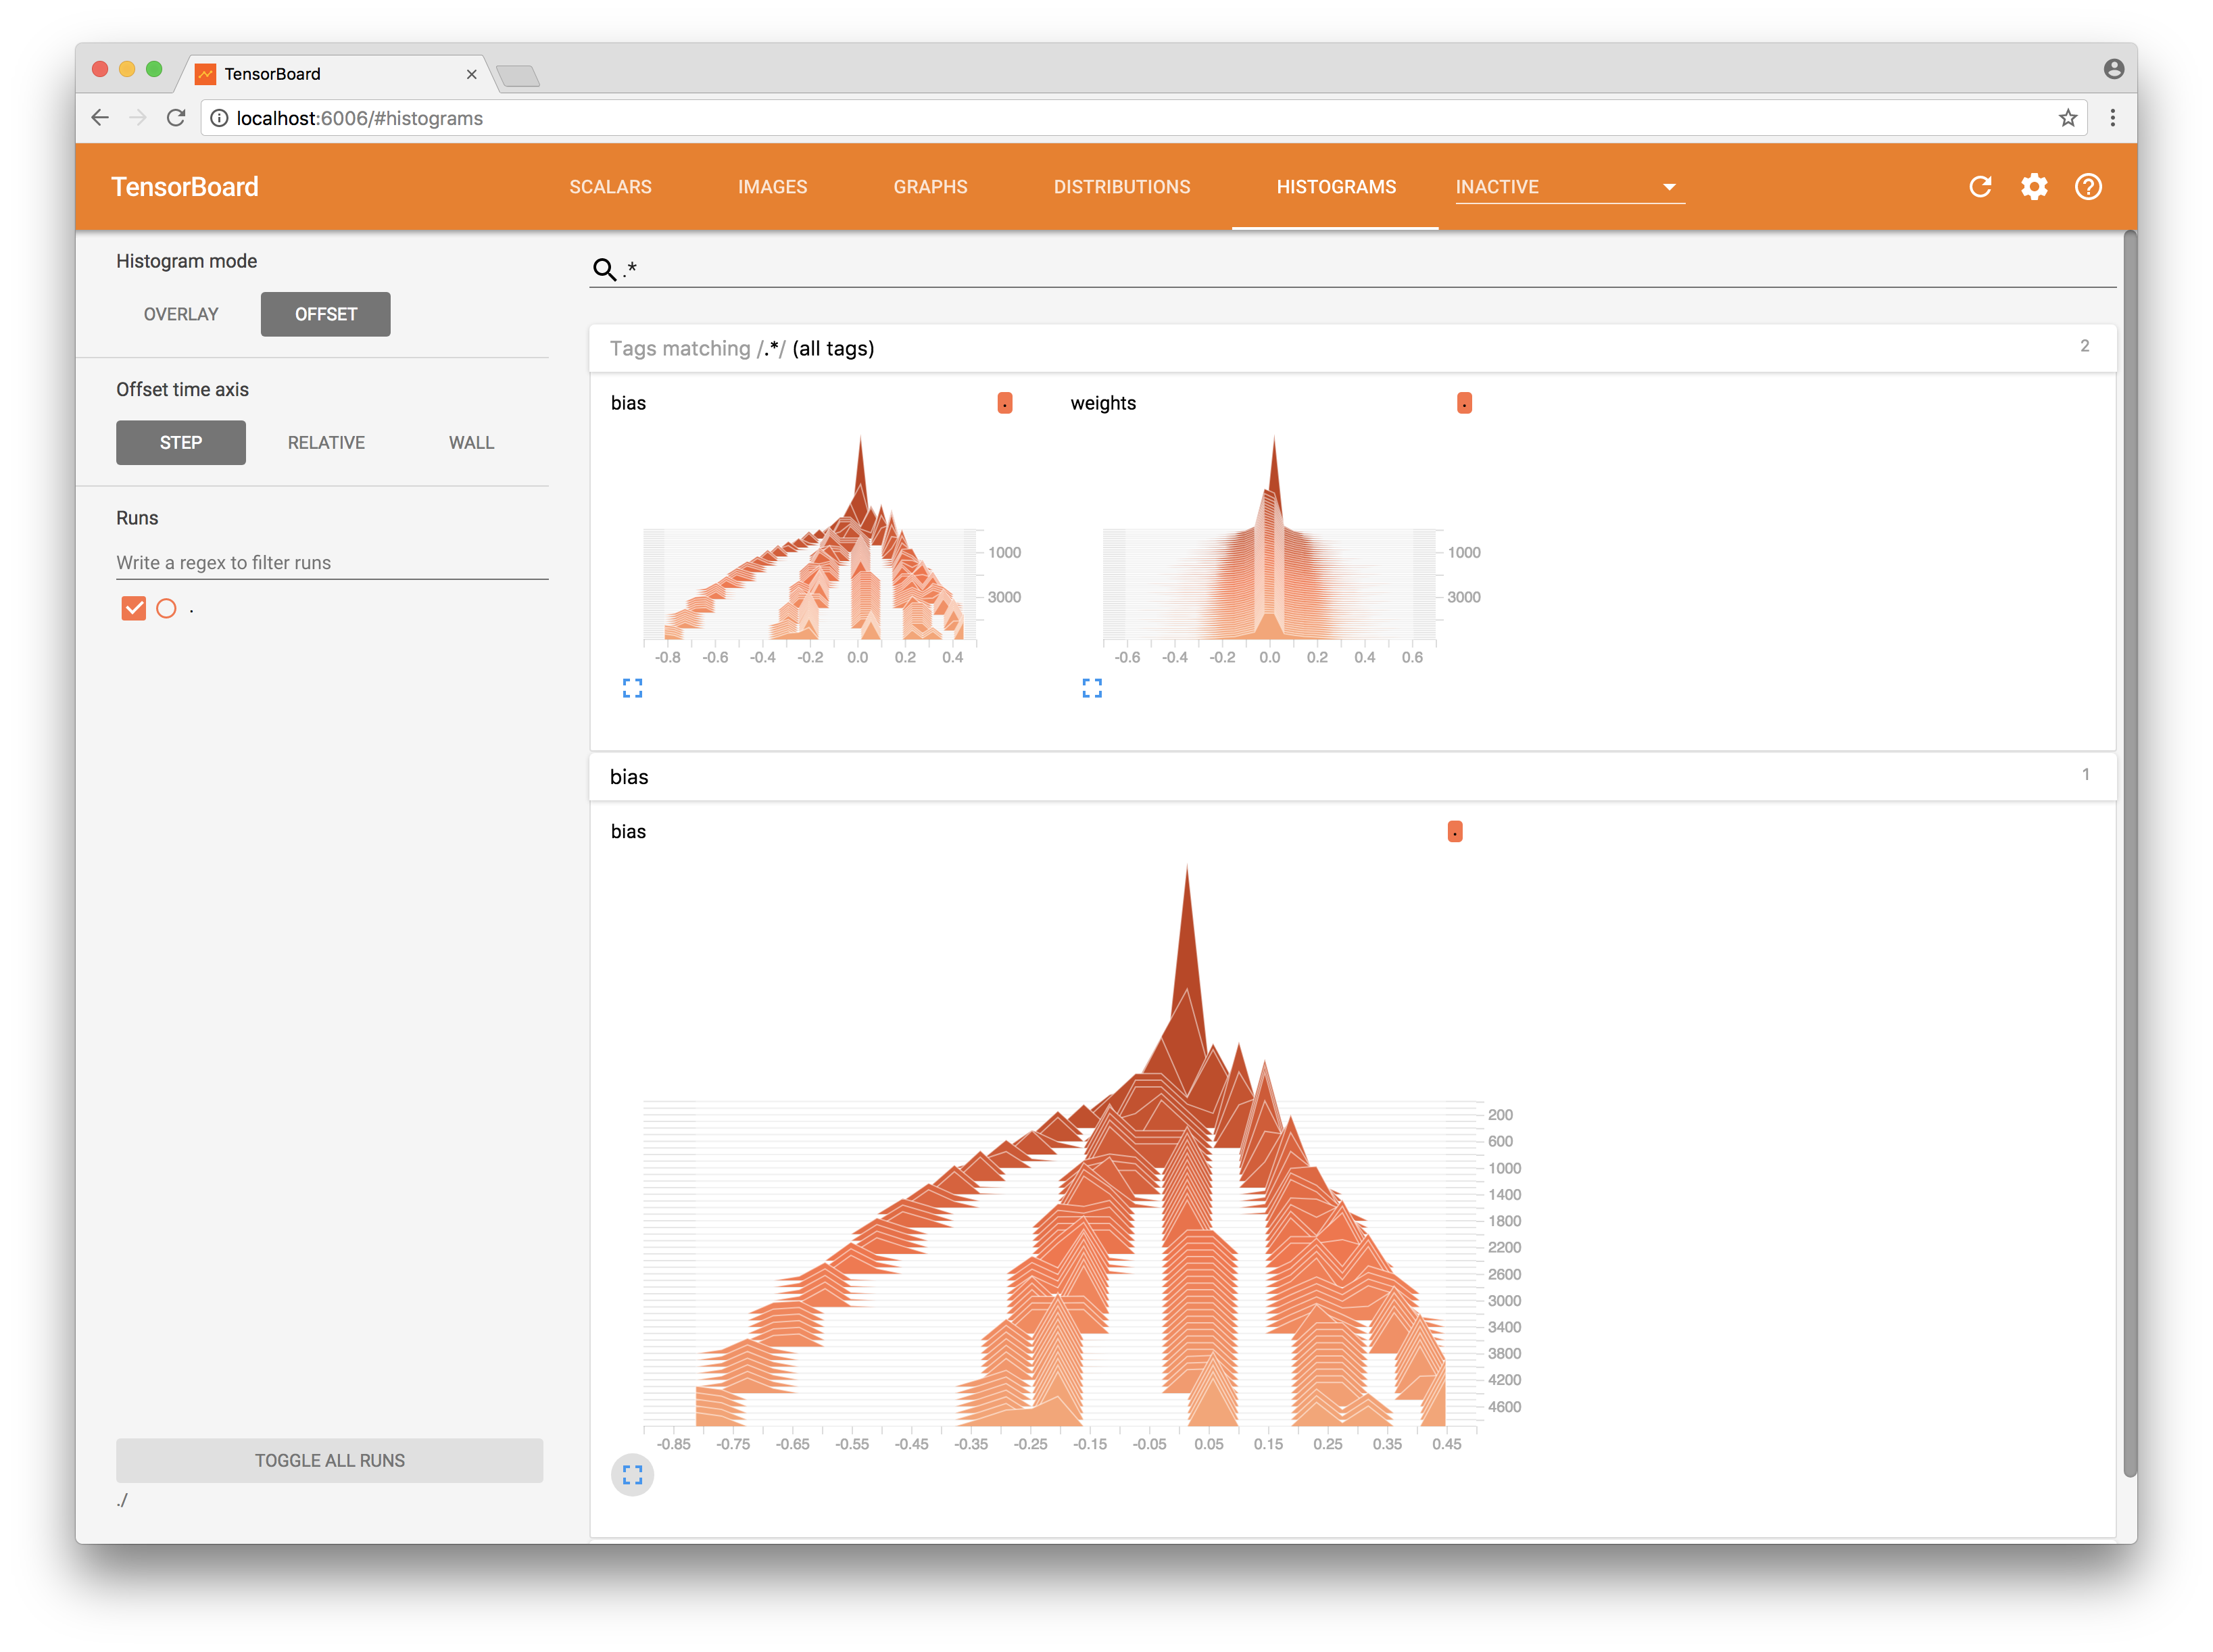 TensorBoard
localhost:6006/#histograms
TensorBoard SCALARS IMAGES GRAPHS DISTRIBUTIONS HISTOGRAMS INACTIVE
Histogram mode
OVERLAY OFFSET
Offset time axis
STEP RELATIVE WALL
Runs
Write a regex to filter runs
.
TOGGLE ALL RUNS
./
.*
Tags matching /.*/ (all tags) 2
bias .
1000
3000
-0.8 -0.6 -0.4 -0.2 0.0 0.2 0.4
weights .
1000
3000
-0.6 -0.4 -0.2 0.0 0.2 0.4 0.6
bias 1
bias .
200
600
1000
1400
1800
2200
2600
3000
3400
3800
4200
4600
-0.85 -0.75 -0.65 -0.55 -0.45 -0.35 -0.25 -0.15 -0.05 0.05 0.15 0.25 0.35 0.45